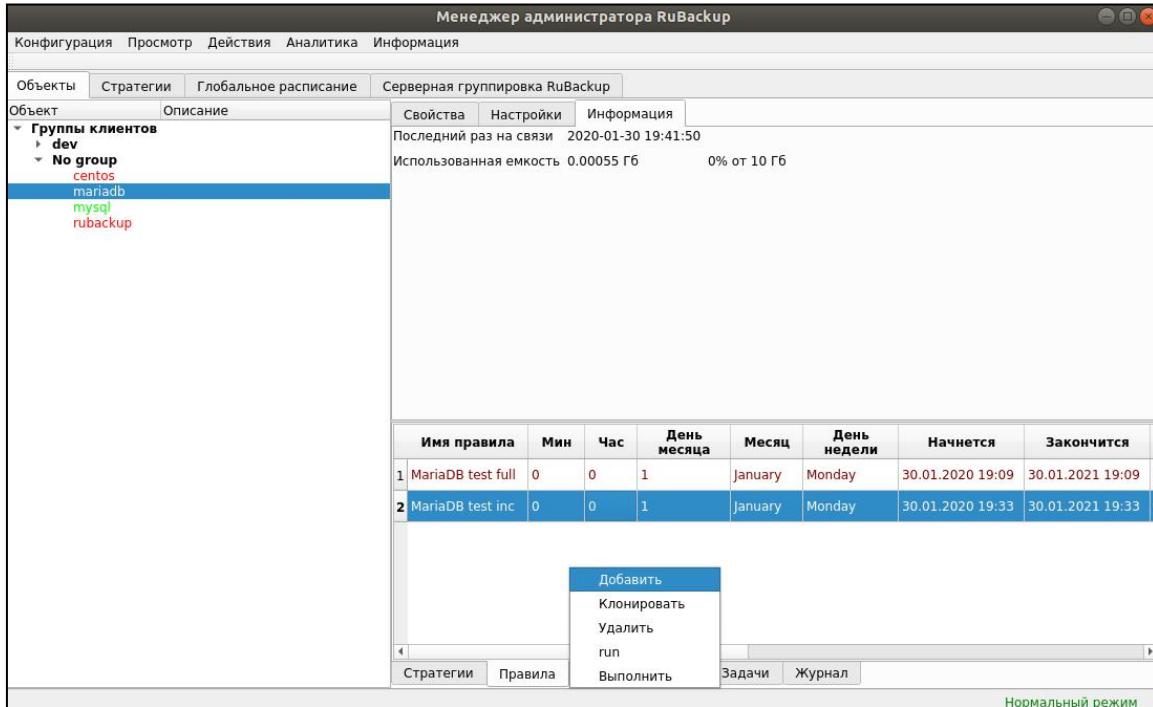 Менеджер администратора RuBackup
Конфигурация Просмотр Действия Аналитика Информация
Объекты Стратегии Глобальное расписание Серверная группировка RuBackup
Объект Описание
Группы клиентов
dev
No group
centos
mariadb
mysql
rubackup
Свойства Настройки Информация
Последний раз на связи 2020-01-30 19:41:50
Использованная емкость 0.00055 Гб 0% от 10 Гб
Имя правила Мин Час День месяца Месяц День недели Начнется Закончится
1 MariaDB test full 0 0 1 January Monday 30.01.2020 19:09 30.01.2021 19:09
2 MariaDB test inc 0 0 1 January Monday 30.01.2020 19:33 30.01.2021 19:33
Добавить
Клонировать
Удалить
run
Выполнить
Стратегии Правила Задачи Журнал
Нормальный режим